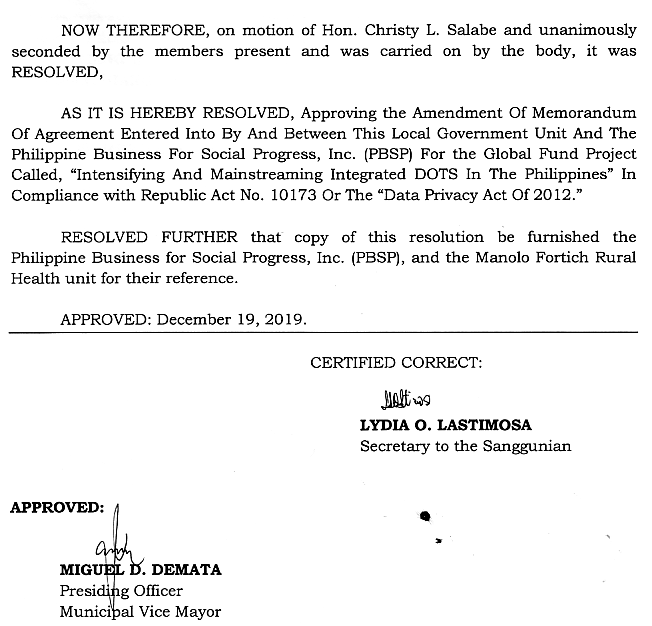 NOW THEREFORE, on motion of Hon. Christy L. Salabe and unanimously
seconded by the members present and was carried on by the body, it was
RESOLVED,
AS IT IS HEREBY RESOLVED, Approving the Amendment Of Memorandum
Of Agreement Entered Into By And Between This Local Government Unit And The
Philippine Business For Social Progress, Inc. (PBSP) For the Global Fund Project
Called, “Intensifying And Mainstreaming Integrated DOTS In The Philippines” In
Compliance with Republic Act No. 10173 Or The “Data Privacy Act Of 2012.”
RESOLVED FURTHER that copy of this resolution be furnished the
Philippine Business for Social Progress, Inc. (PBSP), and the Manolo Fortich Rural
Health unit for their reference.
APPROVED: December 19, 2019.
CERTIFIED CORRECT:
LYDIA O. LASTIMOSA
Secretary to the Sanggunian
APPROVED:
MIGUEL D. DEMATA
Presiding Officer
Municipal Vice Mayor